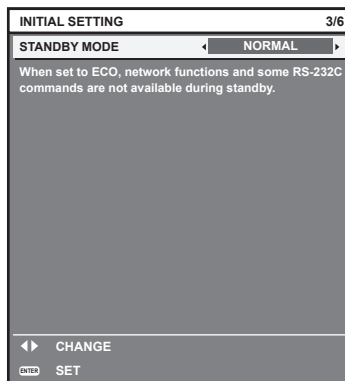 INITIAL SETTING 3/6
STANDBY MODE NORMAL
When set to ECO, network functions and some RS-232C
commands are not available during standby.
CHANGE
ENTER SET